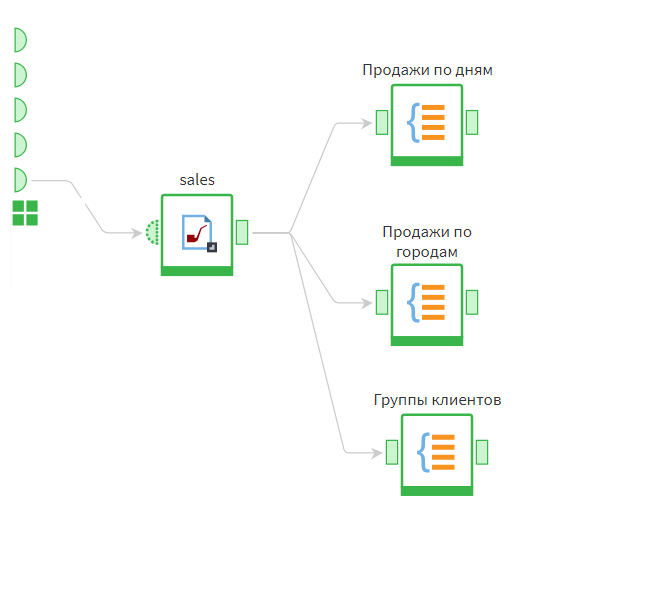 Продажи по дням
sales
Продажи по
городам
Группы клиентов